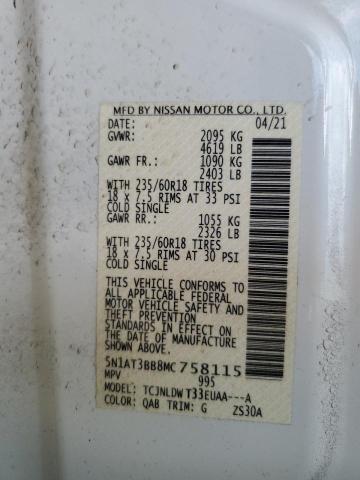 MFD BY NISSAN MOTOR CO., LTD.
DATE: 04/21
GVWR: 2095 KG
4619 LB
GAWR FR.: 1090 KG
2403 LB
WITH 235/60R18 TIRES
18 x 7.5 RIMS AT 33 PSI
COLD SINGLE
GAWR RR.: 1055 KG
2326 LB
WITH 235/60R18 TIRES
18 x 7.5 RIMS AT 30 PSI
COLD SINGLE
THIS VEHICLE CONFORMS TO
ALL APPLICABLE FEDERAL
MOTOR VEHICLE SAFETY AND
THEFT PREVENTION
STANDARDS IN EFFECT ON
THE DATE OF MANUFACTURE
SHOWN ABOVE.
5N1AT3BB8MC758115
MPV 995
MODEL: TCJNLDW T33EUAA---A
COLOR: QAB TRIM: G ZS30A